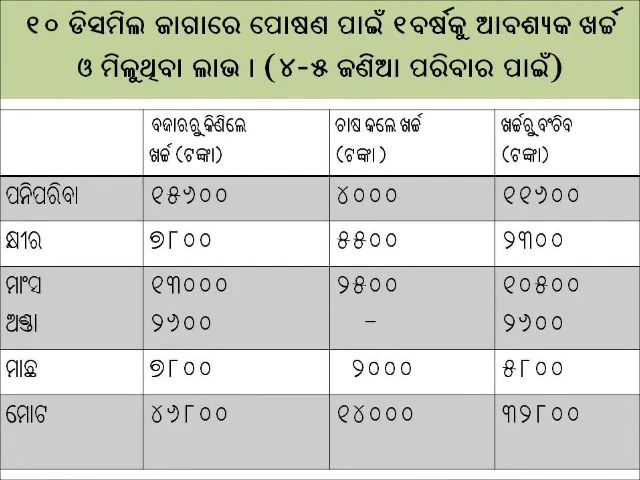 ୧୦ ଡିସମିଲ ଜାଗାରେ ପୋଷଣ ପାଇଁ ୧ବର୍ଷକୁ ଆବଶ୍ୟକ ଖର୍ଚ୍ଚ
ଓ ମିଳୁଥିବା ଲାଭ । (୪-୫ ଜଣିଆ ପରିବାର ପାଇଁ)
ବଜାରରୁ କିଣିଲେ ଖର୍ଚ୍ଚ (ଟଙ୍କା) ଚାଷ କଲେ ଖର୍ଚ୍ଚ (ଟଙ୍କା ) ଖର୍ଚ୍ଚରୁ ବଂଚିବ (ଟଙ୍କା)
ପନିପରିବା ୧୫୬୦୦ ୪୦୦୦ ୧୧୬୦୦
କ୍ଷୀର ୭୮୦୦ ୫୫୦୦ ୨୩୦୦
ମାଂସ ୧୩୦୦୦ ୨୫୦୦ ୧୦୫୦୦
ଅଣ୍ଡା ୨୬୦୦ – ୨୬୦୦
ମାଛ ୭୮୦୦ ୨୦୦୦ ୫୮୦୦
ମୋଟ ୪୬୮୦୦ ୧୪୦୦୦ ୩୨୮୦୦